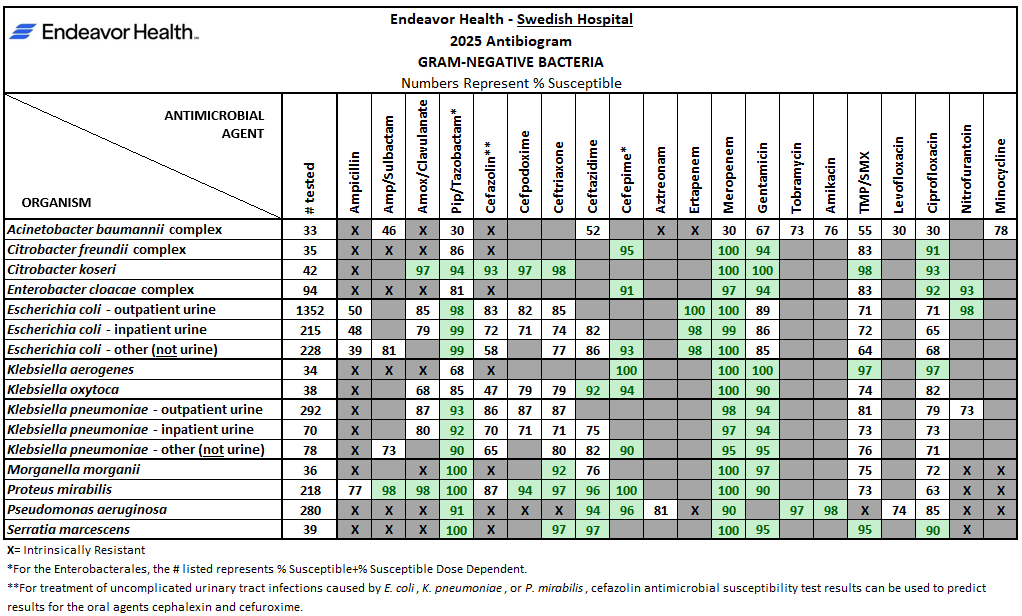 Endeavor Health
Endeavor Health - Swedish Hospital
2025 Antibiogram
GRAM-NEGATIVE BACTERIA
Numbers Represent % Susceptible
ANTIMICROBIAL
AGENT
ORGANISM
# tested
Ampicillin
Amp/Sulbactam
Amox/Clavulanate
Pip/Tazobactam*
Cefazolin**
Cefpodoxime
Ceftriaxone
Ceftazidime
Cefepime*
Aztreonam
Ertapenem
Meropenem
Gentamicin
Tobramycin
Amikacin
TMP/SMX
Levofloxacin
Ciprofloxacin
Nitrofurantoin
Minocycline
Acinetobacter baumannii complex 33 X 46 X 30 X 52 X X 30 67 73 76 55 30 30 78
Citrobacter freundii complex 35 X X X 86 X 95 100 94 83 91
Citrobacter koseri 42 X 97 94 93 97 98 100 100 98 93
Enterobacter cloacae complex 94 X X X 81 X 91 97 94 83 92 93
Escherichia coli - outpatient urine 1352 50 85 98 83 82 85 100 100 89 71 71 98
Escherichia coli - inpatient urine 215 48 79 99 72 71 74 82 98 99 86 72 65
Escherichia coli - other (not urine) 228 39 81 99 58 77 86 93 98 100 85 64 68
Klebsiella aerogenes 34 X X X 68 X 100 100 100 97 97
Klebsiella oxytoca 38 X 68 85 47 79 79 92 94 100 90 74 82
Klebsiella pneumoniae - outpatient urine 292 X 87 93 86 87 87 98 94 81 79 73
Klebsiella pneumoniae - inpatient urine 70 X 80 92 70 71 71 75 97 94 73 73
Klebsiella pneumoniae - other (not urine) 78 X 73 90 65 80 82 90 95 95 76 71
Morganella morganii 36 X X 100 X 92 76 100 97 75 72 X X
Proteus mirabilis 218 77 98 98 100 87 94 97 96 100 100 90 73 63 X X
Pseudomonas aeruginosa 280 X X X 91 X X X 94 96 81 X 90 97 98 X 74 85 X X
Serratia marcescens 39 X X X 100 X 97 97 100 95 95 90 X
X= Intrinsically Resistant
*For the Enterobacterales, the # listed represents % Susceptible+% Susceptible Dose Dependent.
**For treatment of uncomplicated urinary tract infections caused by E. coli, K. pneumoniae, or P. mirabilis, cefazolin antimicrobial susceptibility test results can be used to predict
results for the oral agents cephalexin and cefuroxime.